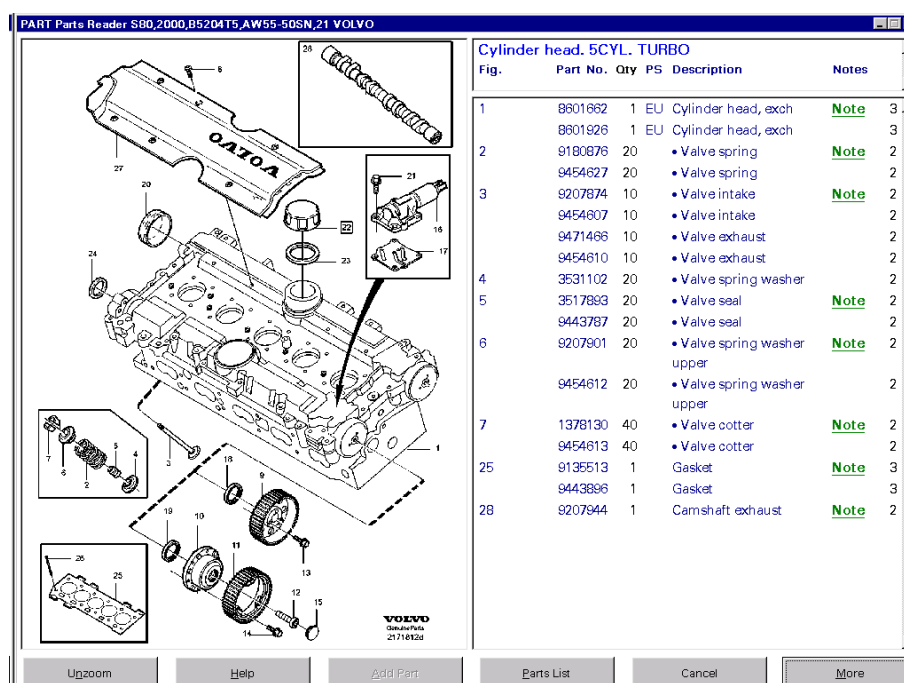 PART Parts Reader S80,2000,B5204T5,AW55-50SN,21 VOLVO
Cylinder head. 5CYL. TURBO
Fig. Part No. Qty PS Description Notes
1 8601662 1 EU Cylinder head, exch Note 3
8601926 1 EU Cylinder head, exch 3
2 9180876 20 • Valve spring Note 2
9454627 20 • Valve spring 2
3 9207874 10 • Valve intake Note 2
9454607 10 • Valve intake 2
9471466 10 • Valve exhaust 2
9454610 10 • Valve exhaust 2
4 3531102 20 • Valve spring washer 2
5 3517893 20 • Valve seal Note 2
9443787 20 • Valve seal 2
6 9207901 20 • Valve spring washer Note 2
upper
9454612 20 • Valve spring washer 2
upper
7 1378130 40 • Valve cotter Note 2
9454613 40 • Valve cotter 2
25 9135513 1 Gasket Note 3
9443896 1 Gasket 3
28 9207944 1 Camshaft exhaust Note 2
28
8
VOLVO
27
21
20
22
16
17
23
24
1
7
6
2
5
4
3
18
9
19
10
11
13
26
25
12
15
14
VOLVO
Genuine Parts
2171812d
Unzoom Help Add Part Parts List Cancel More